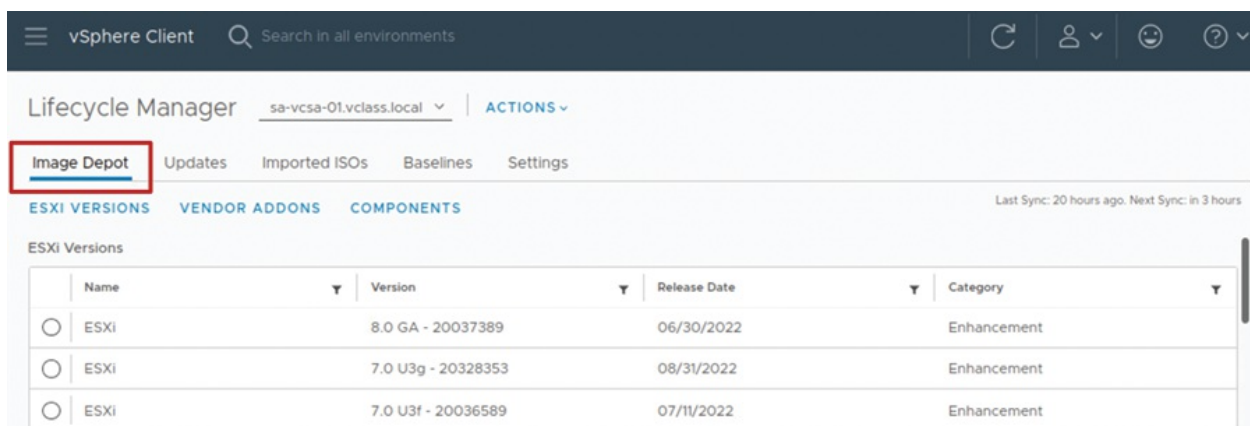 vSphere Client Search in all environments
Lifecycle Manager sa-vcsa-01.vclass.local ACTIONS
Image Depot Updates Imported ISOs Baselines Settings
ESXI VERSIONS VENDOR ADDONS COMPONENTS Last Sync: 20 hours ago. Next Sync: in 3 hours
ESXi Versions
Name Version Release Date Category
ESXi 8.0 GA - 20037389 06/30/2022 Enhancement
ESXi 7.0 U3g - 20328353 08/31/2022 Enhancement
ESXi 7.0 U3f - 20036589 07/11/2022 Enhancement